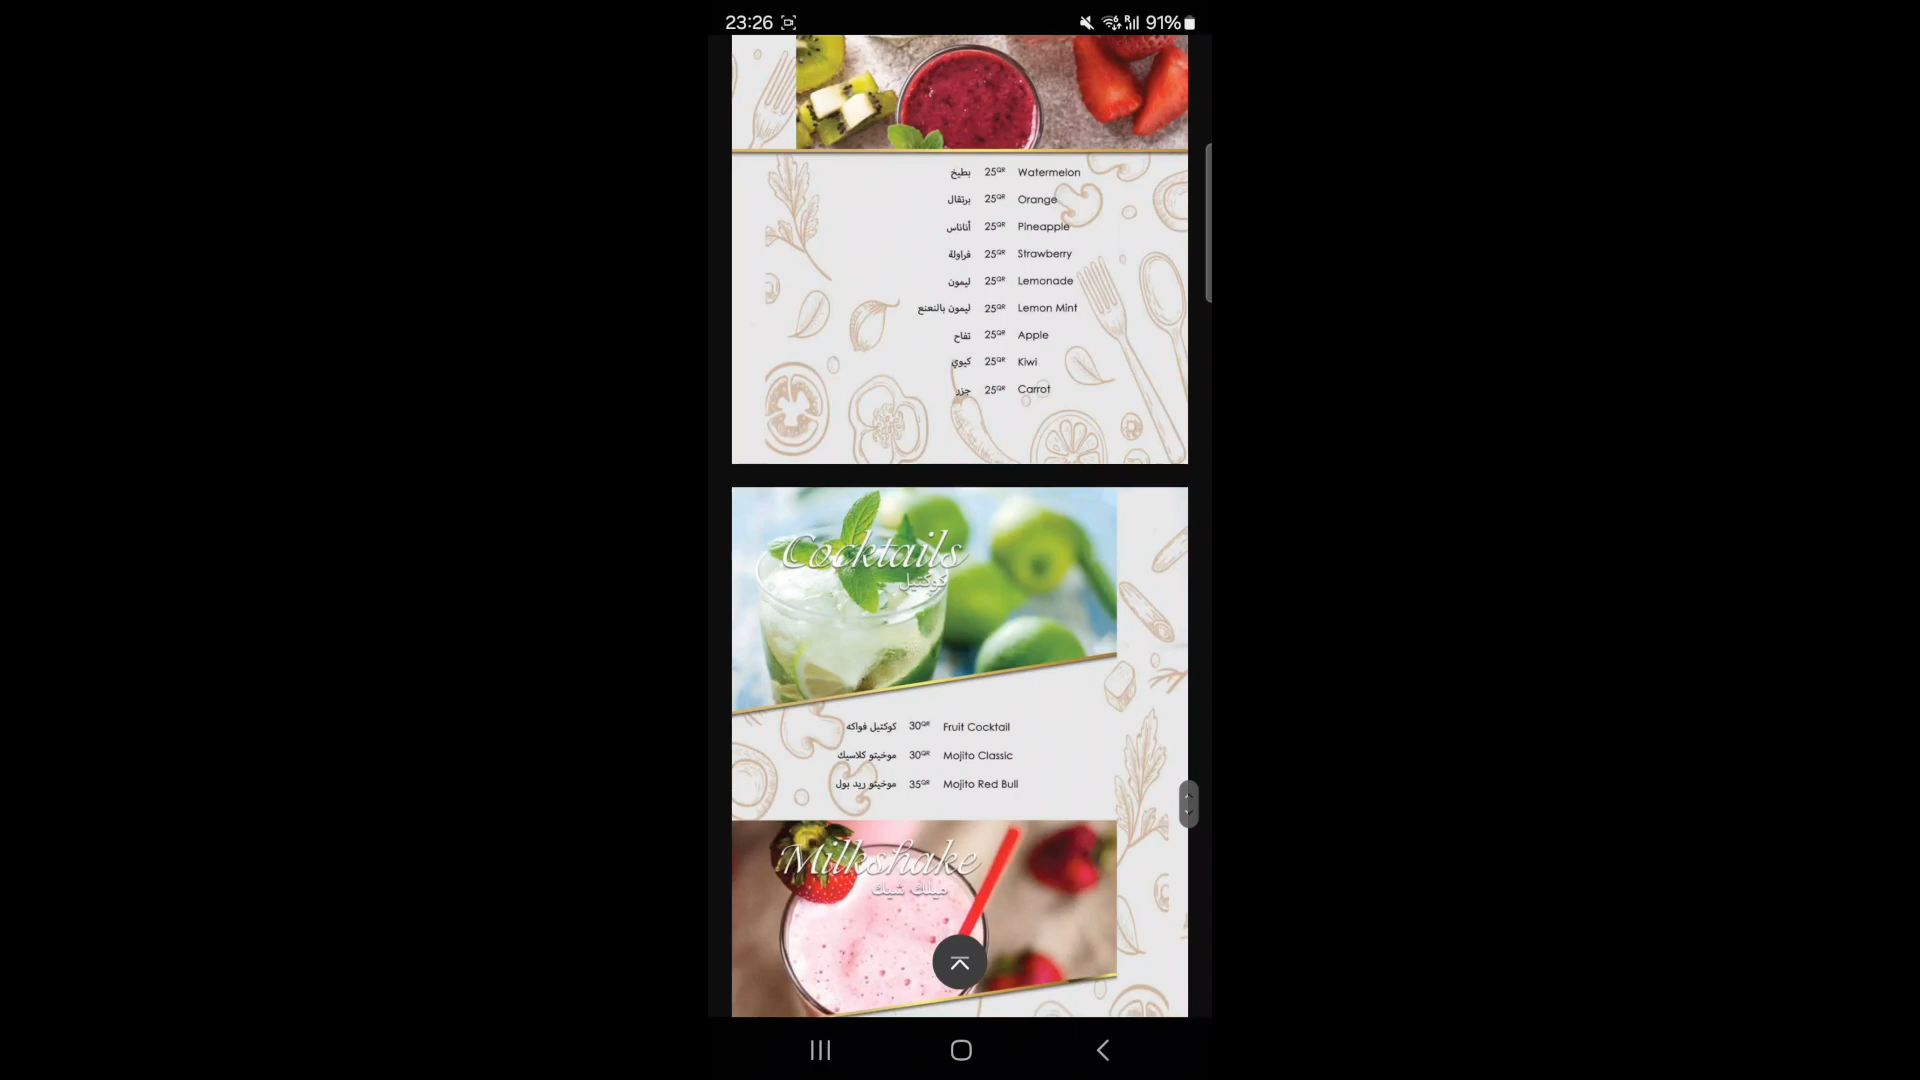 23:26 91%
بطيخ 25QR Watermelon
برتقال 25QR Orange
أناناس 25QR Pineapple
فراولة 25QR Strawberry
ليمون 25QR Lemonade
ليمون بالنعنع 25QR Lemon Mint
تفاح 25QR Apple
كيوي 25QR Kiwi
جزر 25QR Carrot
Cocktails
كوكتيل
كوكتيل فواكه 30QR Fruit Cocktail
موخيتو كلاسيك 30QR Mojito Classic
موخيتو ريد بول 35QR Mojito Red Bull
Milkshake
ميلك شيك